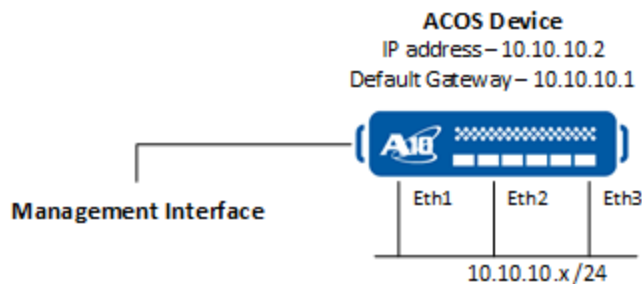 ACOS Device
IP address – 10.10.10.2
Default Gateway – 10.10.10.1
A10
Eth1
Eth2
Eth3
Management Interface
10.10.10.x /24